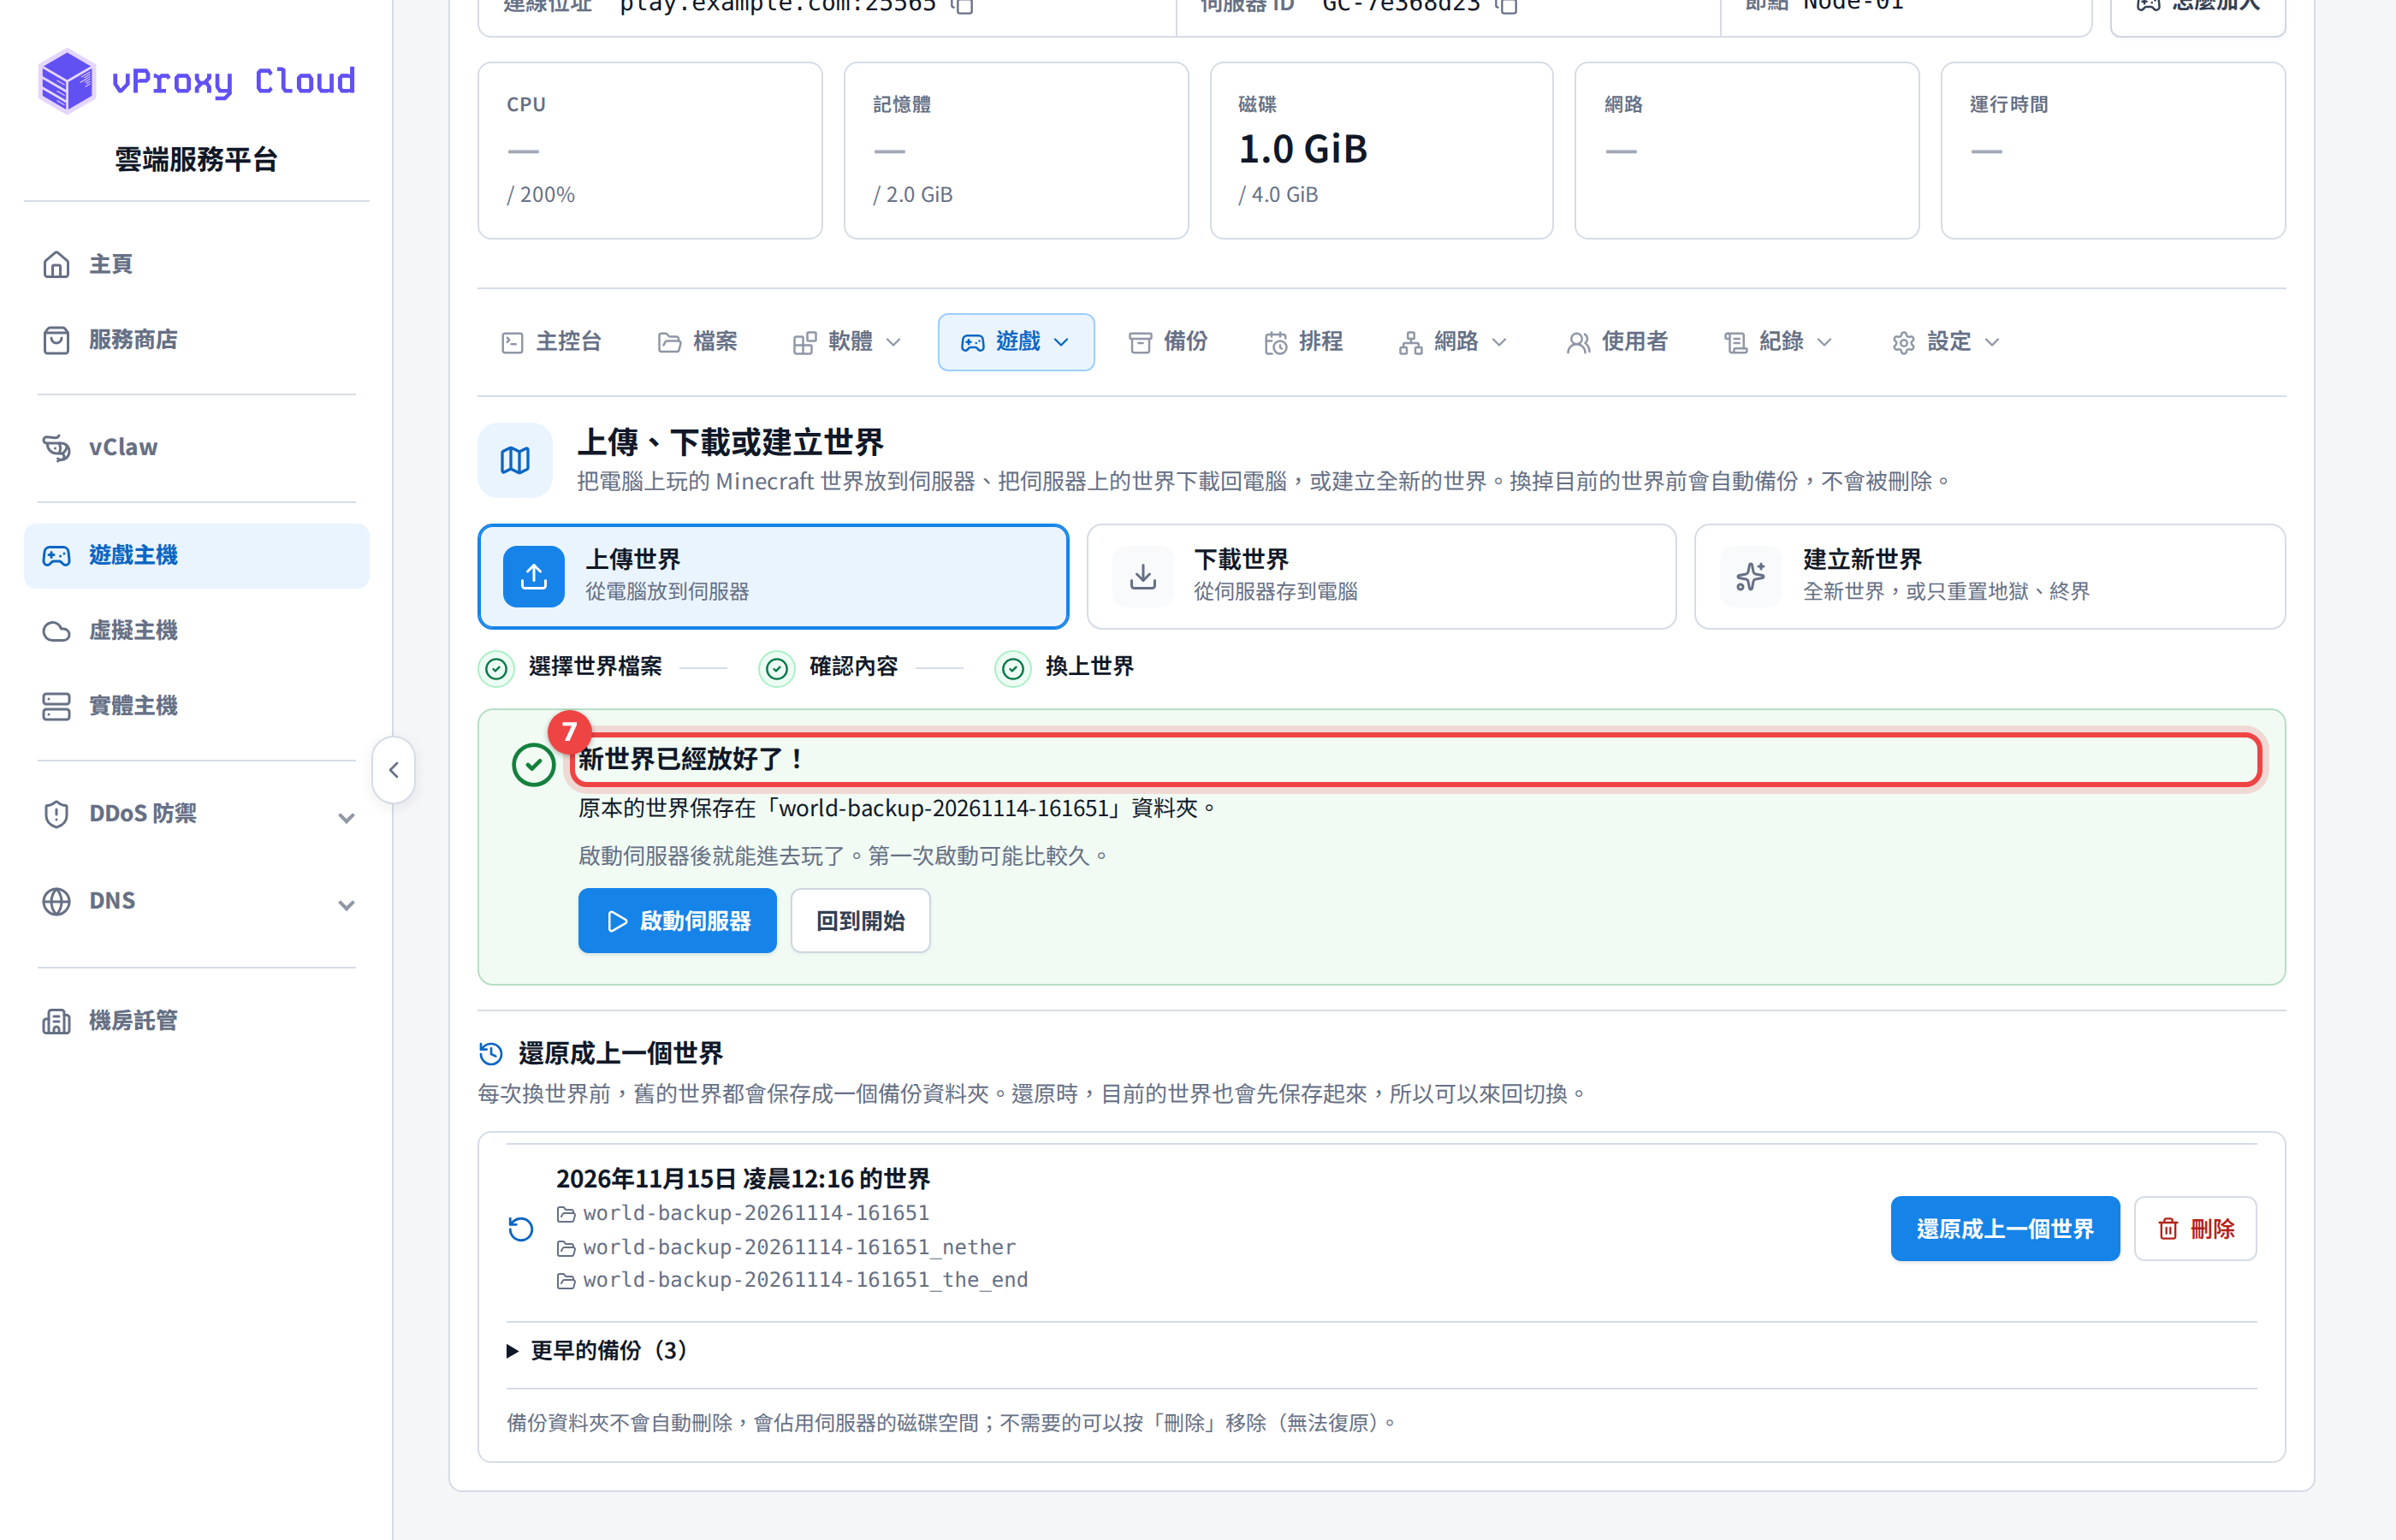 vProxy Cloud
雲端服務平台
主頁
服務商店
vClaw
遊戲主機
虛擬主機
實體主機
DDoS 防禦
DNS
機房託管
連線位址 play.example.com:25565 伺服器 ID GC-7e368d23 節點 Node-01 怎麼加入
CPU
—
/ 200%
記憶體
—
/ 2.0 GiB
磁碟
1.0 GiB
/ 4.0 GiB
網路
—
運行時間
—
主控台 檔案 軟體 遊戲 備份 排程 網路 使用者 紀錄 設定
上傳、下載或建立世界
把電腦上玩的 Minecraft 世界放到伺服器、把伺服器上的世界下載回電腦，或建立全新的世界。換掉目前的世界前會自動備份，不會被刪除。
上傳世界
從電腦放到伺服器
下載世界
從伺服器存到電腦
建立新世界
全新世界，或只重置地獄、終界
選擇世界檔案 確認內容 換上世界
7
新世界已經放好了！
原本的世界保存在「world-backup-20261114-161651」資料夾。
啟動伺服器後就能進去玩了。第一次啟動可能比較久。
啟動伺服器 回到開始
還原成上一個世界
每次換世界前，舊的世界都會保存成一個備份資料夾。還原時，目前的世界也會先保存起來，所以可以來回切換。
2026年11月15日 凌晨12:16 的世界
world-backup-20261114-161651
world-backup-20261114-161651_nether
world-backup-20261114-161651_the_end
還原成上一個世界 刪除
更早的備份（3）
備份資料夾不會自動刪除，會佔用伺服器的磁碟空間；不需要的可以按「刪除」移除（無法復原）。